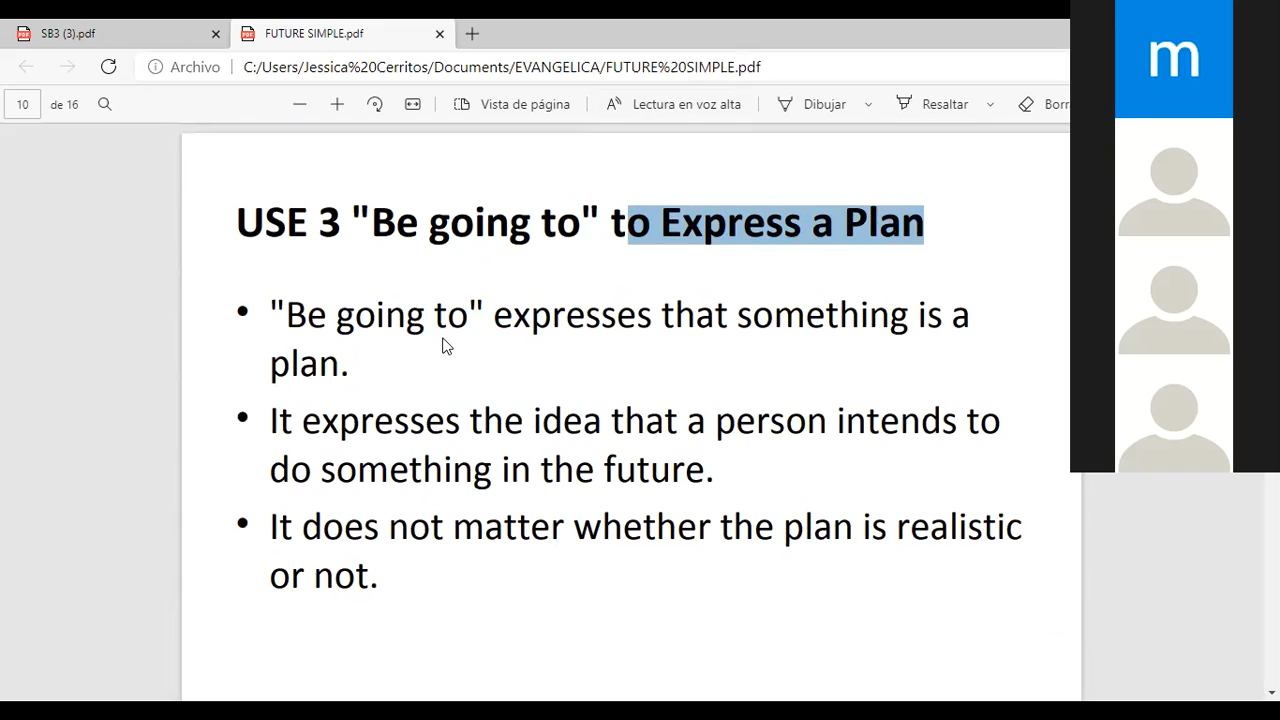 SB3 (3).pdf
FUTURE SIMPLE.pdf
Archivo C:/Users/Jessica%20Cerritos/Documents/EVANGELICA/FUTURE%20SIMPLE.pdf
10 de 16 Vista de página Lectura en voz alta Dibujar Resaltar Borr
m
USE 3 "Be going to" to Express a Plan
• "Be going to" expresses that something is a
plan.
• It expresses the idea that a person intends to
do something in the future.
• It does not matter whether the plan is realistic
or not.